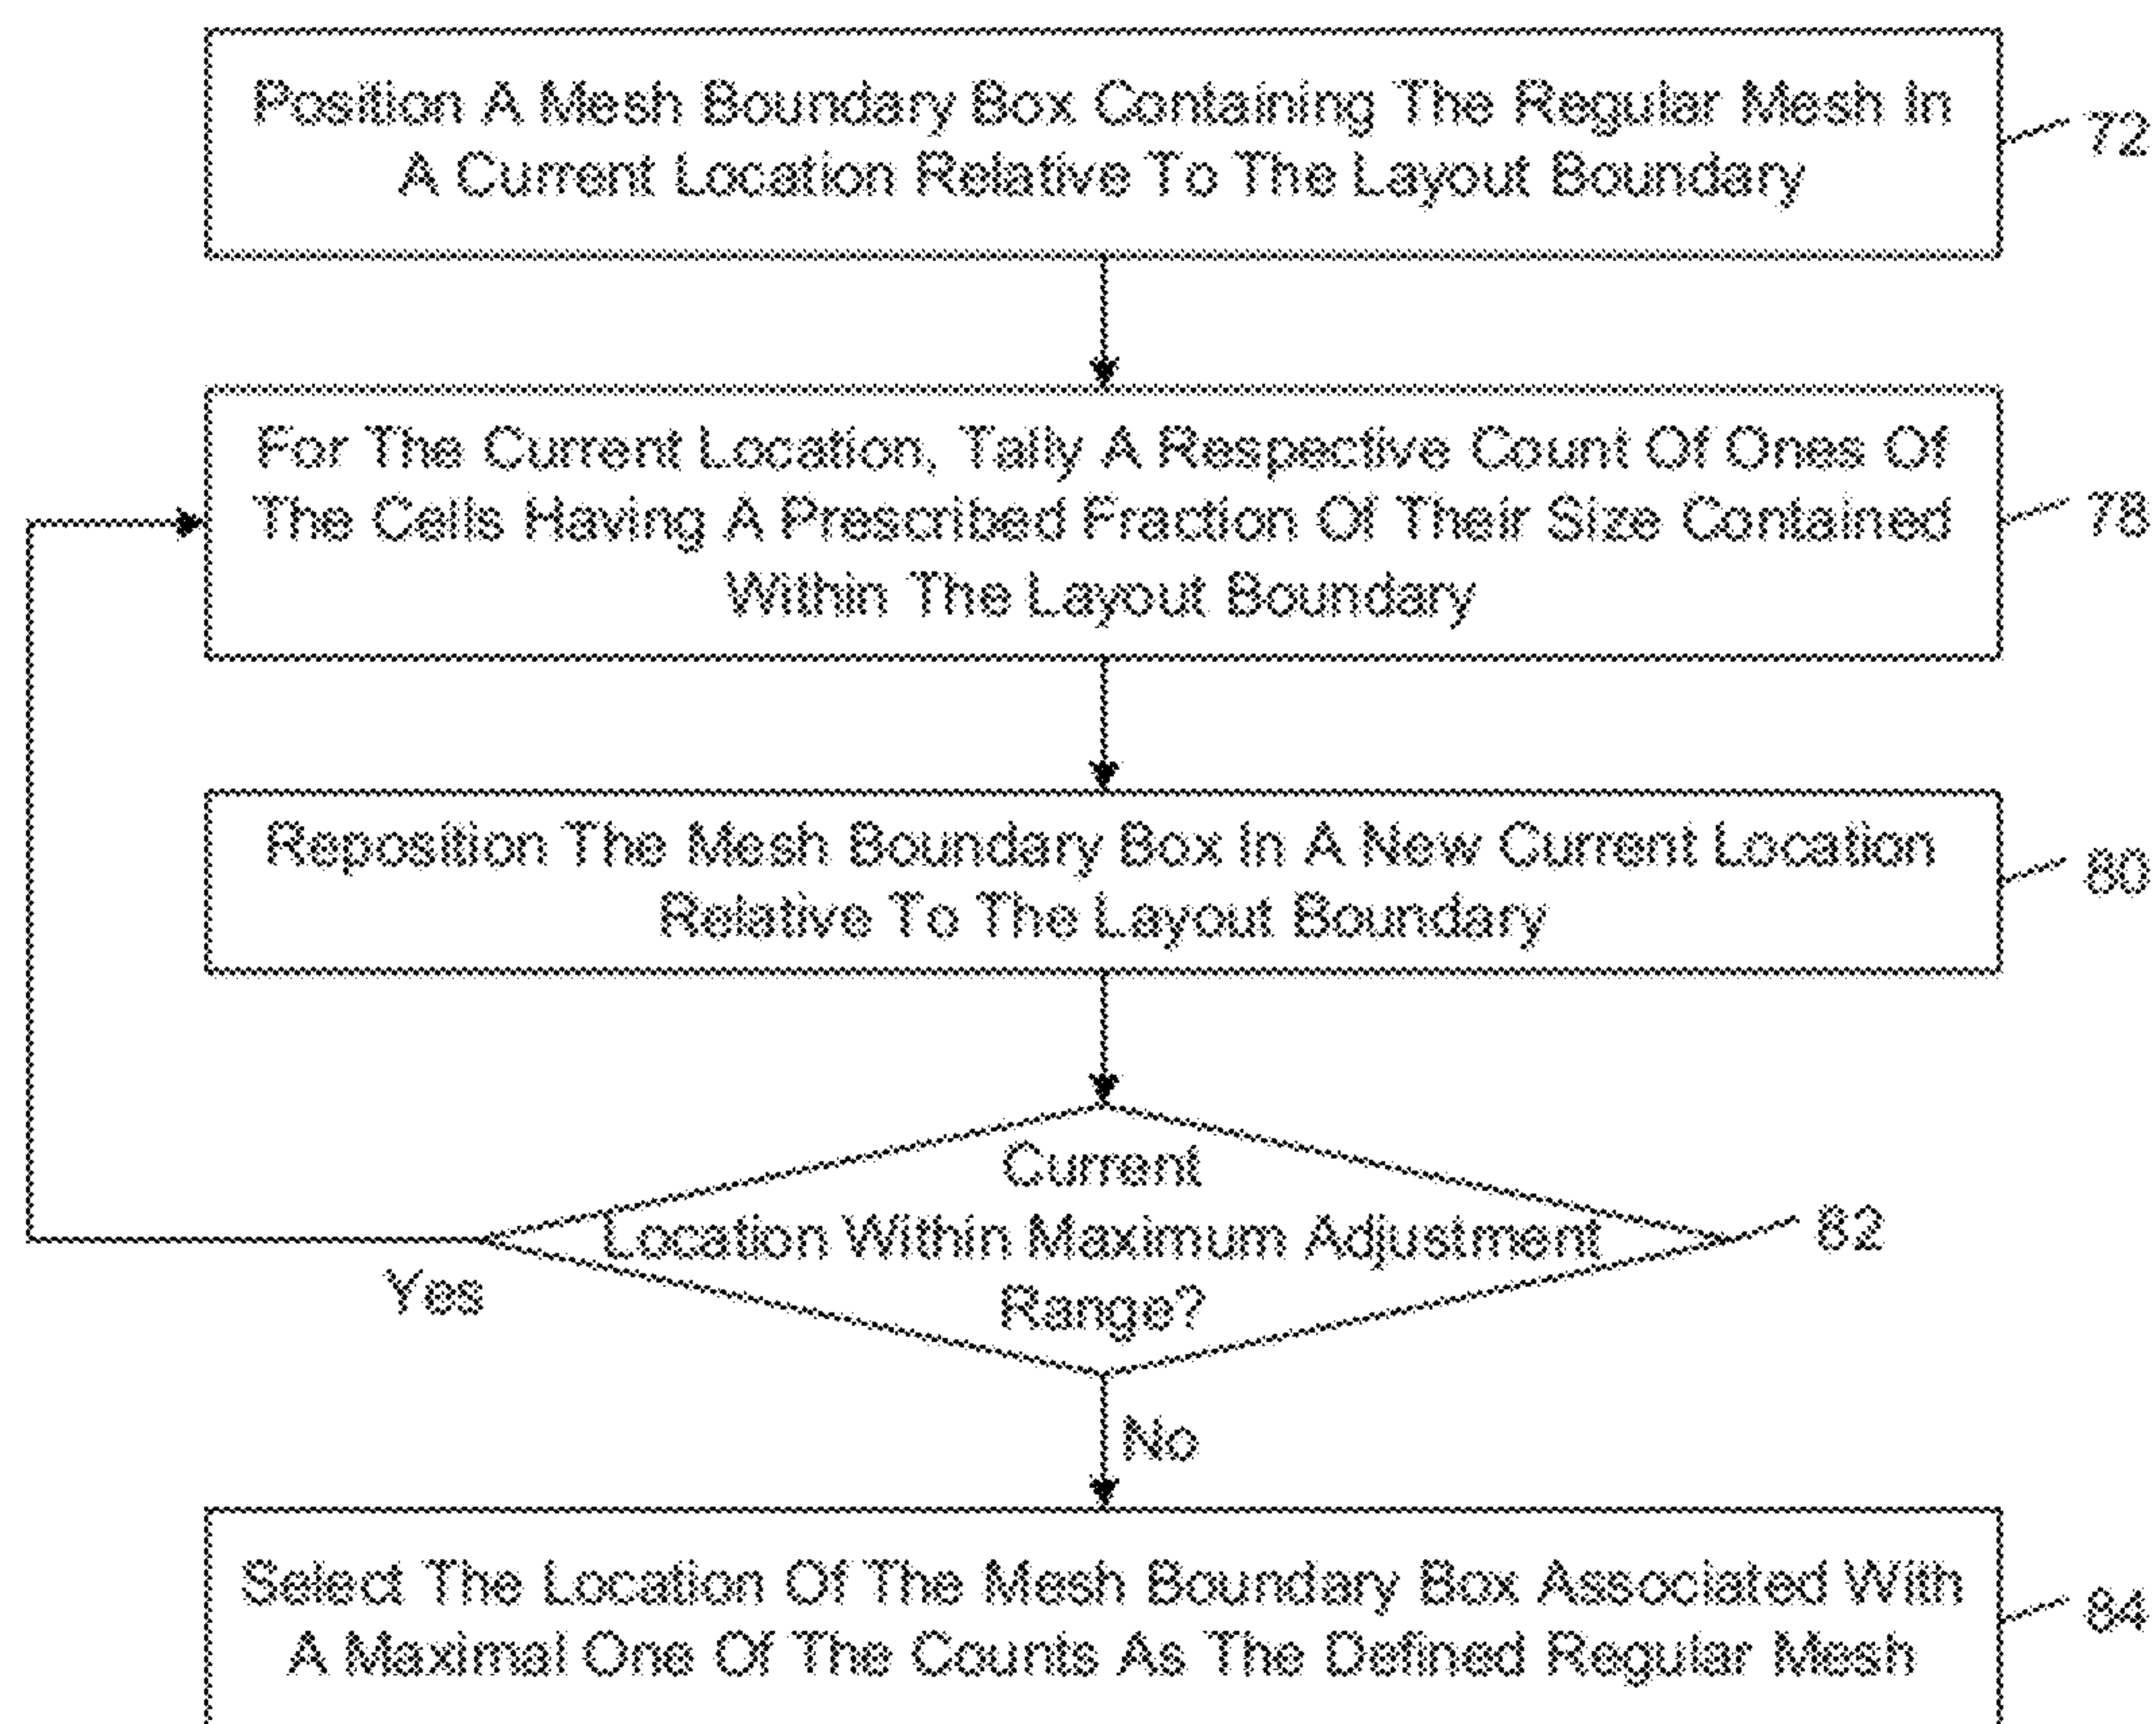 Position A Mesh Boundary Box Containing The Regular Mesh In
A Current Location Relative To The Layout Boundary
72
For The Current Location, Tally A Respective Count Of Ones Of
The Cells Having A Prescribed Fraction Of Their Size Contained
Within The Layout Boundary
78
Reposition The Mesh Boundary Box In A New Current Location
Relative To The Layout Boundary
80
Current
Location Within Maximum Adjustment
Range?
82
Yes
No
Select The Location Of The Mesh Boundary Box Associated With
A Maximal One Of The Counts As The Defined Regular Mesh
84